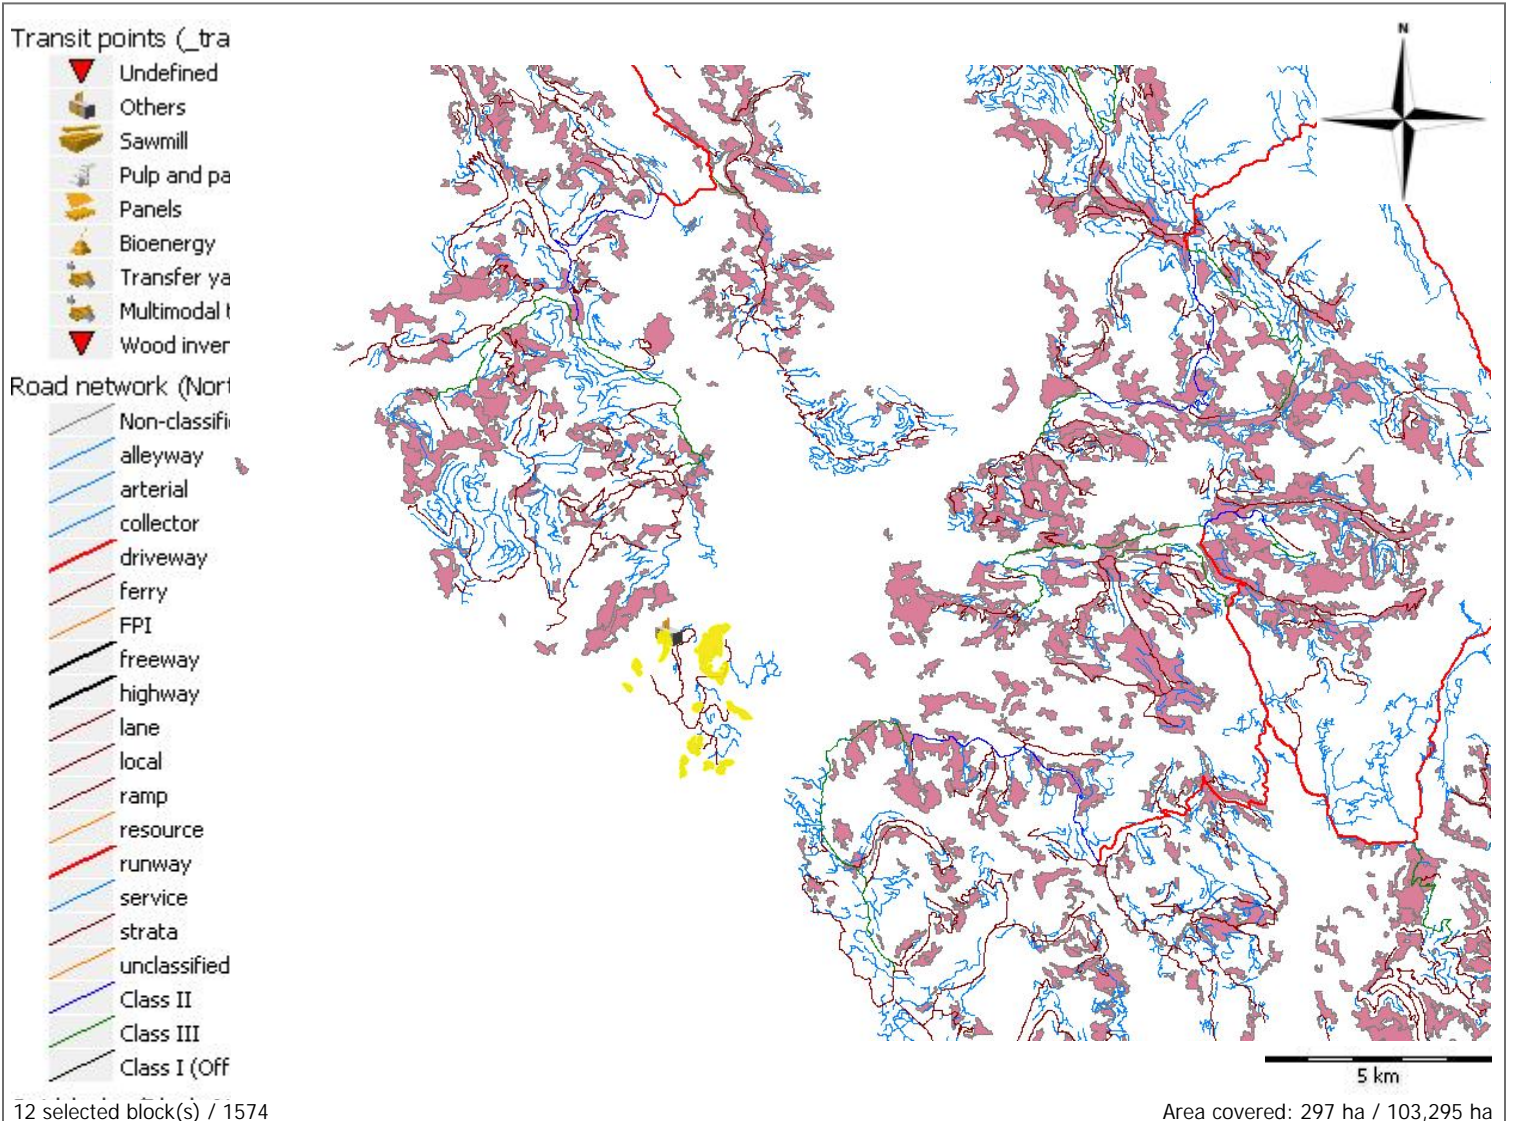 Transit points (_tra
Undefined
Others
Sawmill
Pulp and pa
Panels
Bioenergy
Transfer ya
Multimodal t
Wood inver
Road network (Nort
Non-classifi
alleyway
arterial
collector
driveway
ferry
FPI
freeway
highway
lane
local
ramp
resource
runway
service
strata
unclassified
Class II
Class III
Class I (Off
N
5 km
12 selected block(s) / 1574
Area covered: 297 ha / 103,295 ha